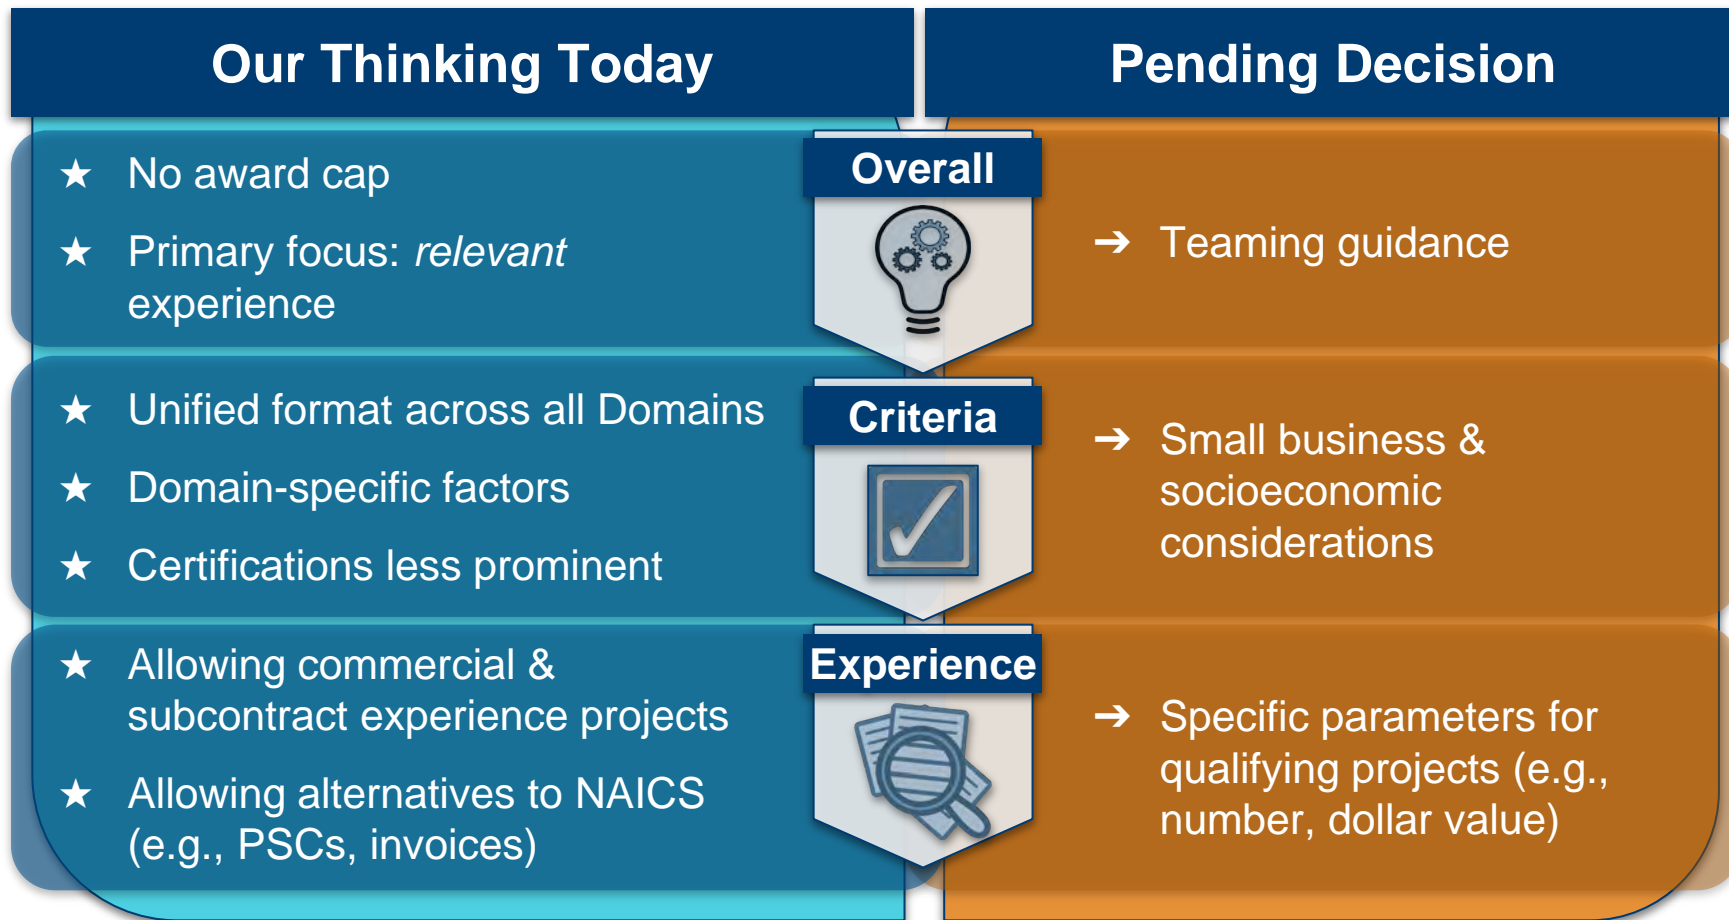 Our Thinking Today
Pending Decision
Overall
★ No award cap
★ Primary focus: relevant
experience
➔ Teaming guidance
Criteria
★ Unified format across all Domains
★ Domain-specific factors
★ Certifications less prominent
➔ Small business &
socioeconomic
considerations
Experience
★ Allowing commercial &
subcontract experience projects
★ Allowing alternatives to NAICS
(e.g., PSCs, invoices)
➔ Specific parameters for
qualifying projects (e.g.,
number, dollar value)